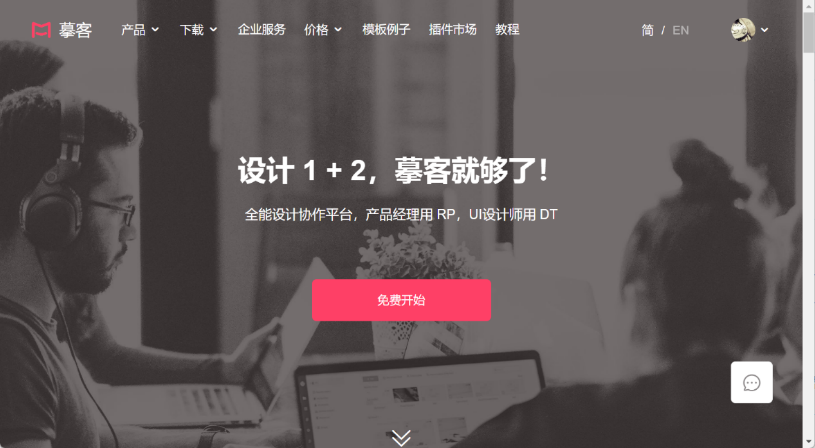 摹客 产品 下载 企业服务 价格 模板例子 插件市场 教程 简 / EN
设计 1 + 2，摹客就够了！
全能设计协作平台，产品经理用 RP，UI设计师用 DT
免费开始